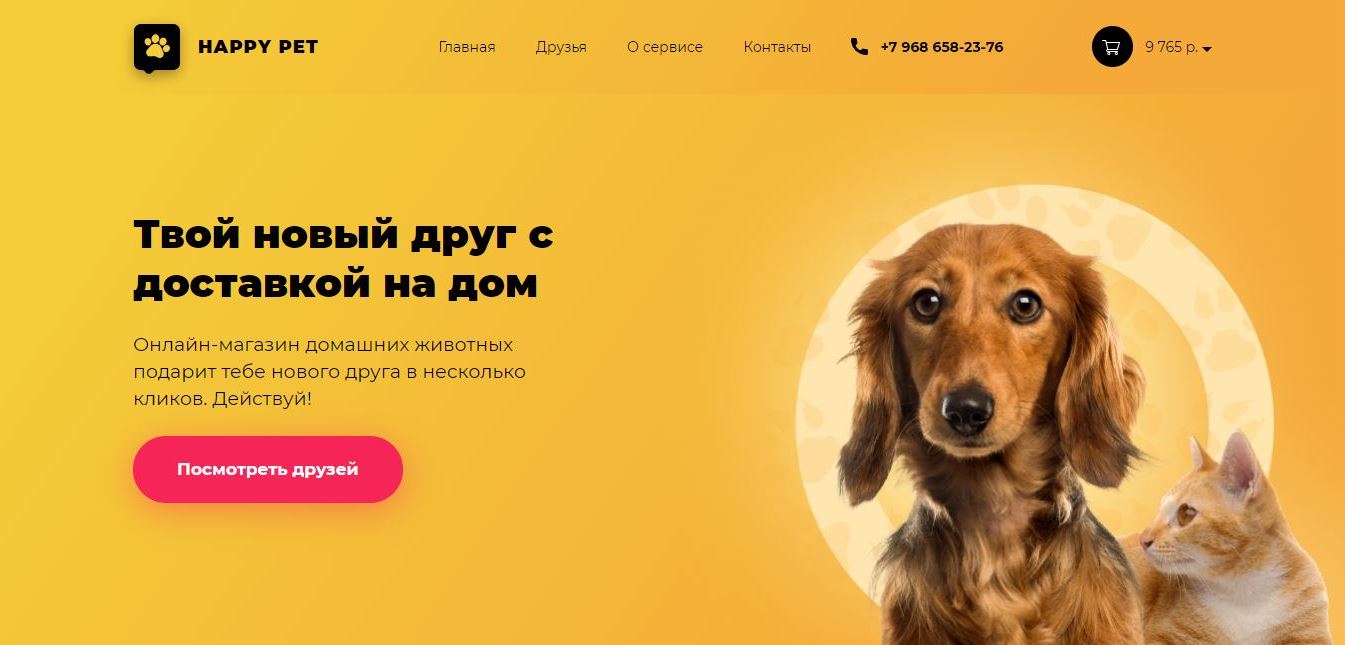 HAPPY PET
Главная
Друзья
О сервисе
Контакты
+7 968 658-23-76
9 765 р.
Твой новый друг с
доставкой на дом
Онлайн-магазин домашних животных
подарит тебе нового друга в несколько
кликов. Действуй!
Посмотреть друзей